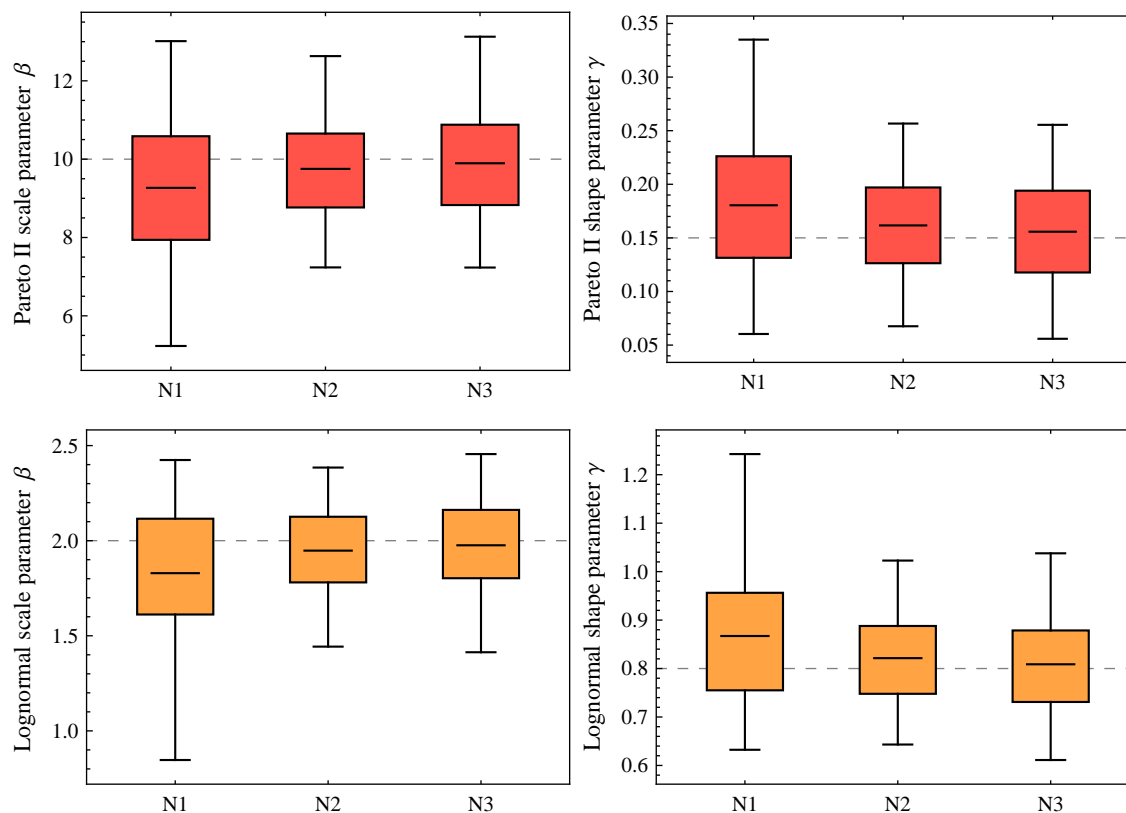 Pareto II scale parameter β
12
10
8
6
N1 N2 N3
Pareto II shape parameter γ
0.35
0.30
0.25
0.20
0.15
0.10
0.05
N1 N2 N3
Lognormal scale parameter β
2.5
2.0
1.5
1.0
N1 N2 N3
Lognormal shape parameter γ
1.2
1.1
1.0
0.9
0.8
0.7
0.6
N1 N2 N3